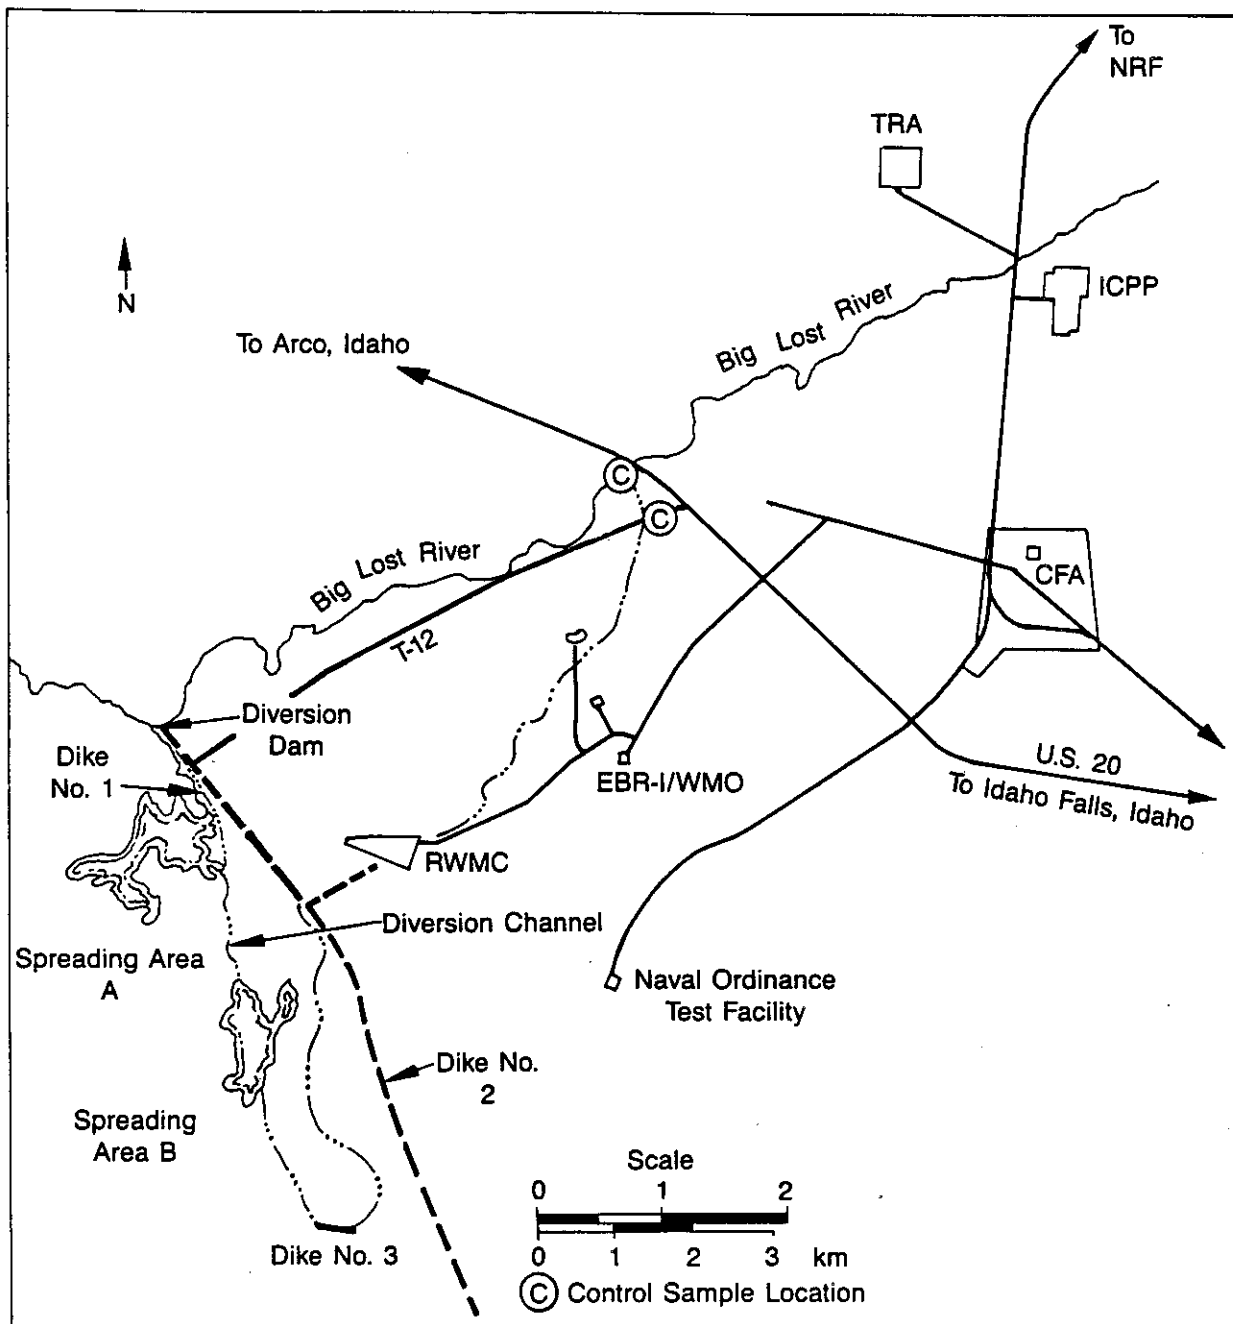 To
NRF
TRA
ICPP
Big Lost River
N
To Arco, Idaho
C
C
CFA
Big Lost River
T-12
Diversion
Dam
Dike
No. 1
EBR-I/WMO
U.S. 20
To Idaho Falls, Idaho
RWMC
Diversion Channel
Spreading Area
A
Naval Ordinance
Test Facility
Dike No.
2
Spreading
Area B
Scale
0 1 2
0 1 2 3 km
Dike No. 3
C Control Sample Location